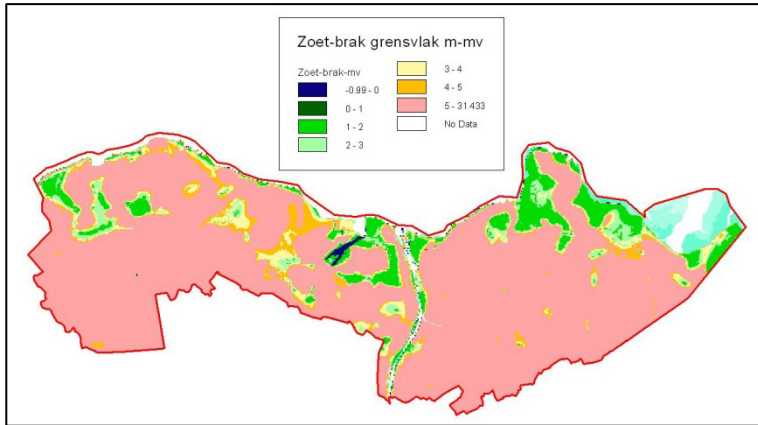 Zoet-brak grensvlak m-mv
Zoet-brak-mv
-0.99 - 0
0 - 1
1 - 2
2 - 3
3 - 4
4 - 5
5 - 31.433
No Data